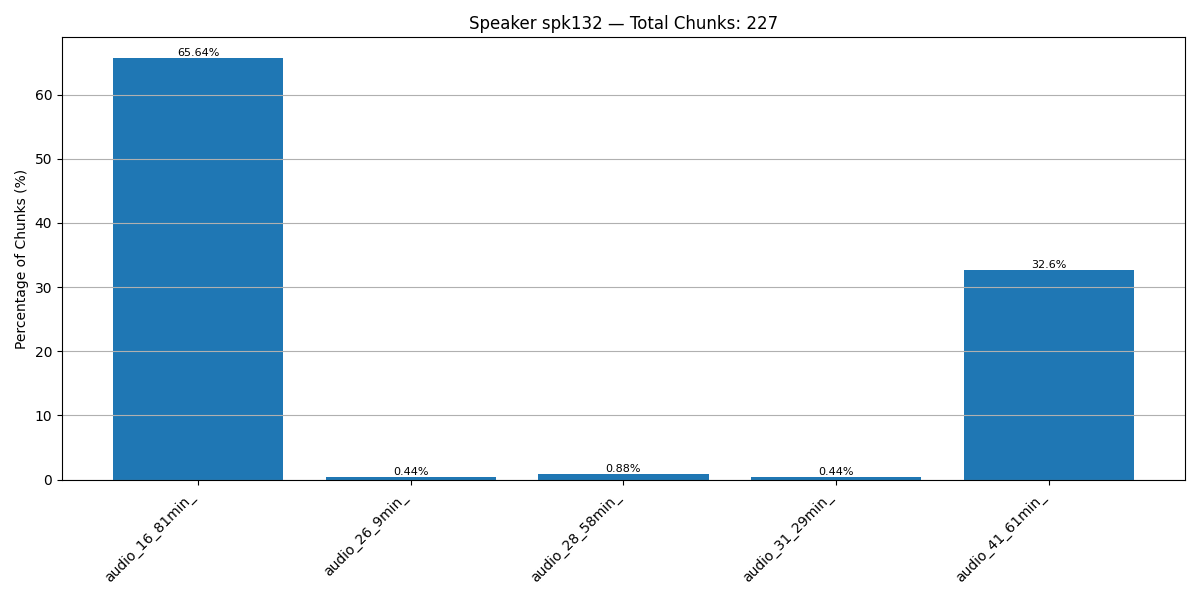 Speaker spk132 — Total Chunks: 227
65.64%
0.44%
0.88%
0.44%
32.6%
Percentage of Chunks (%)
60
50
40
30
20
10
0
audio_16_81min_
audio_26_9min_
audio_28_58min_
audio_31_29min_
audio_41_61min_